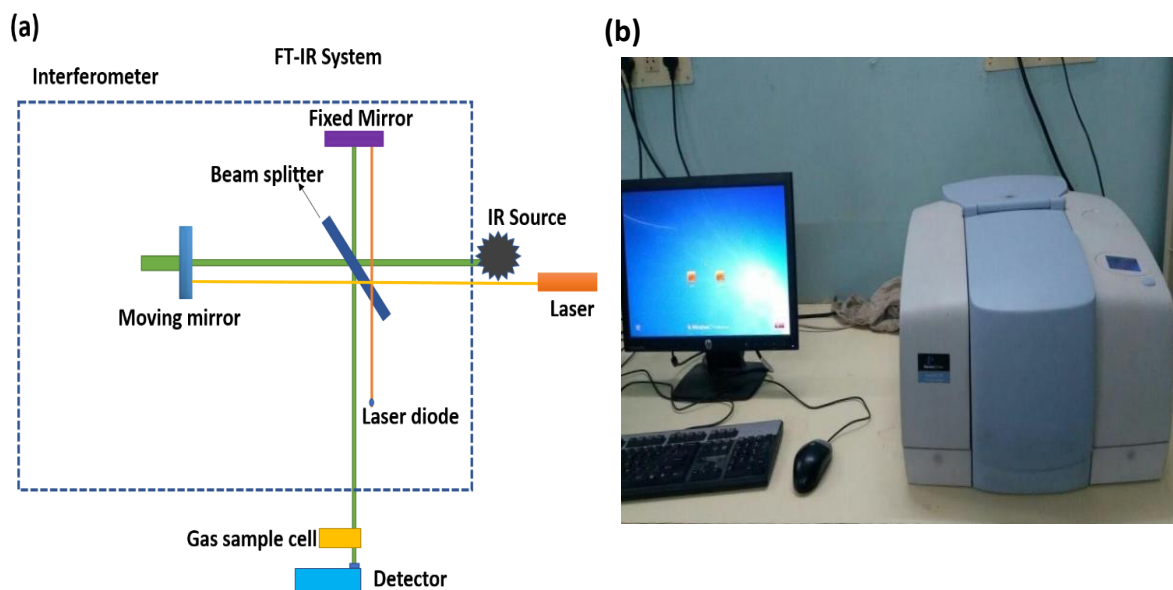 (a)
FT-IR System
Interferometer
Fixed Mirror
Beam splitter
IR Source
Moving mirror
Laser
Laser diode
Gas sample cell
Detector
(b)
hp